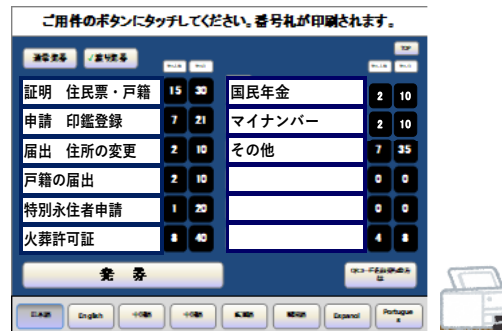 ご用件のボタンにタッチしてください。番号札が印刷されます。
TOP
証明　住民票・戸籍 15 30
国民年金 2 10
申請　印鑑登録 7 21
マイナンバー 2 10
届出　住所の変更 2 10
その他 7 35
戸籍の届出 2 10
0 0
特別永住者申請 1 20
0 0
火葬許可証 8 40
4 8
発　券
日本語 English Espanol Portugues